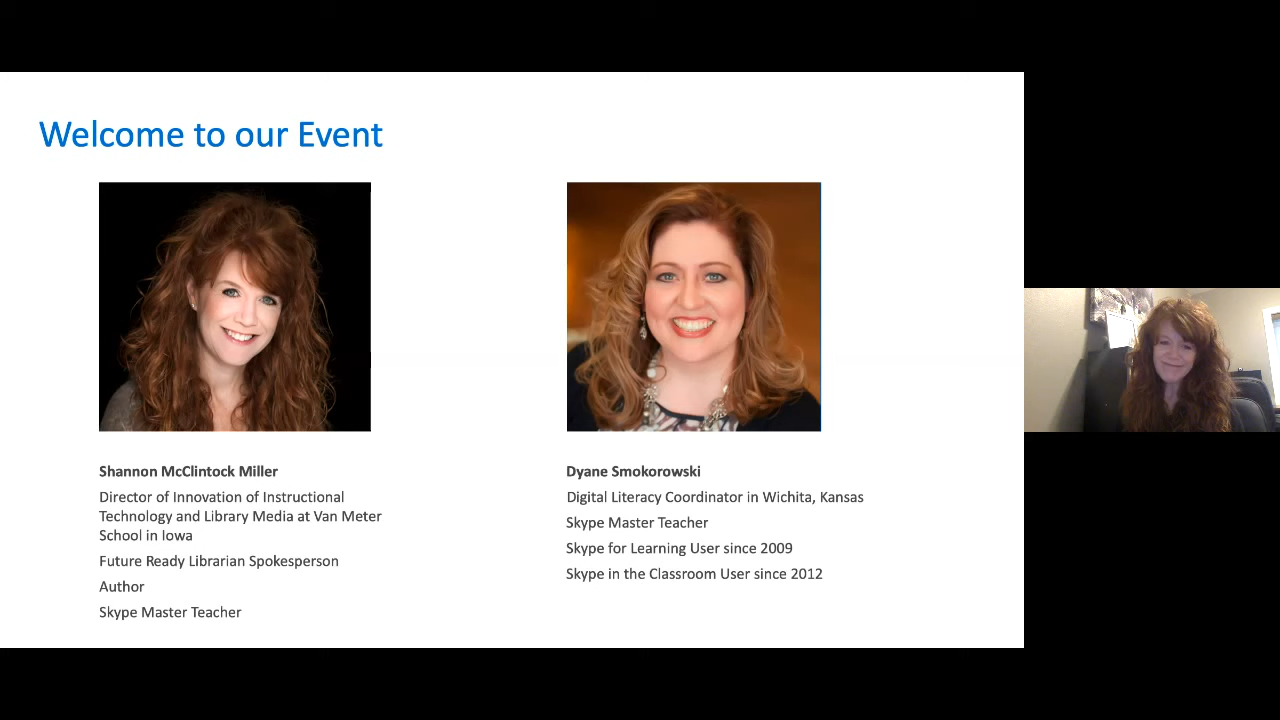 Welcome to our Event
Shannon McClintock Miller
Director of Innovation of Instructional
Technology and Library Media at Van Meter
School in Iowa
Future Ready Librarian Spokesperson
Author
Skype Master Teacher
Dyane Smokorowski
Digital Literacy Coordinator in Wichita, Kansas
Skype Master Teacher
Skype for Learning User since 2009
Skype in the Classroom User since 2012